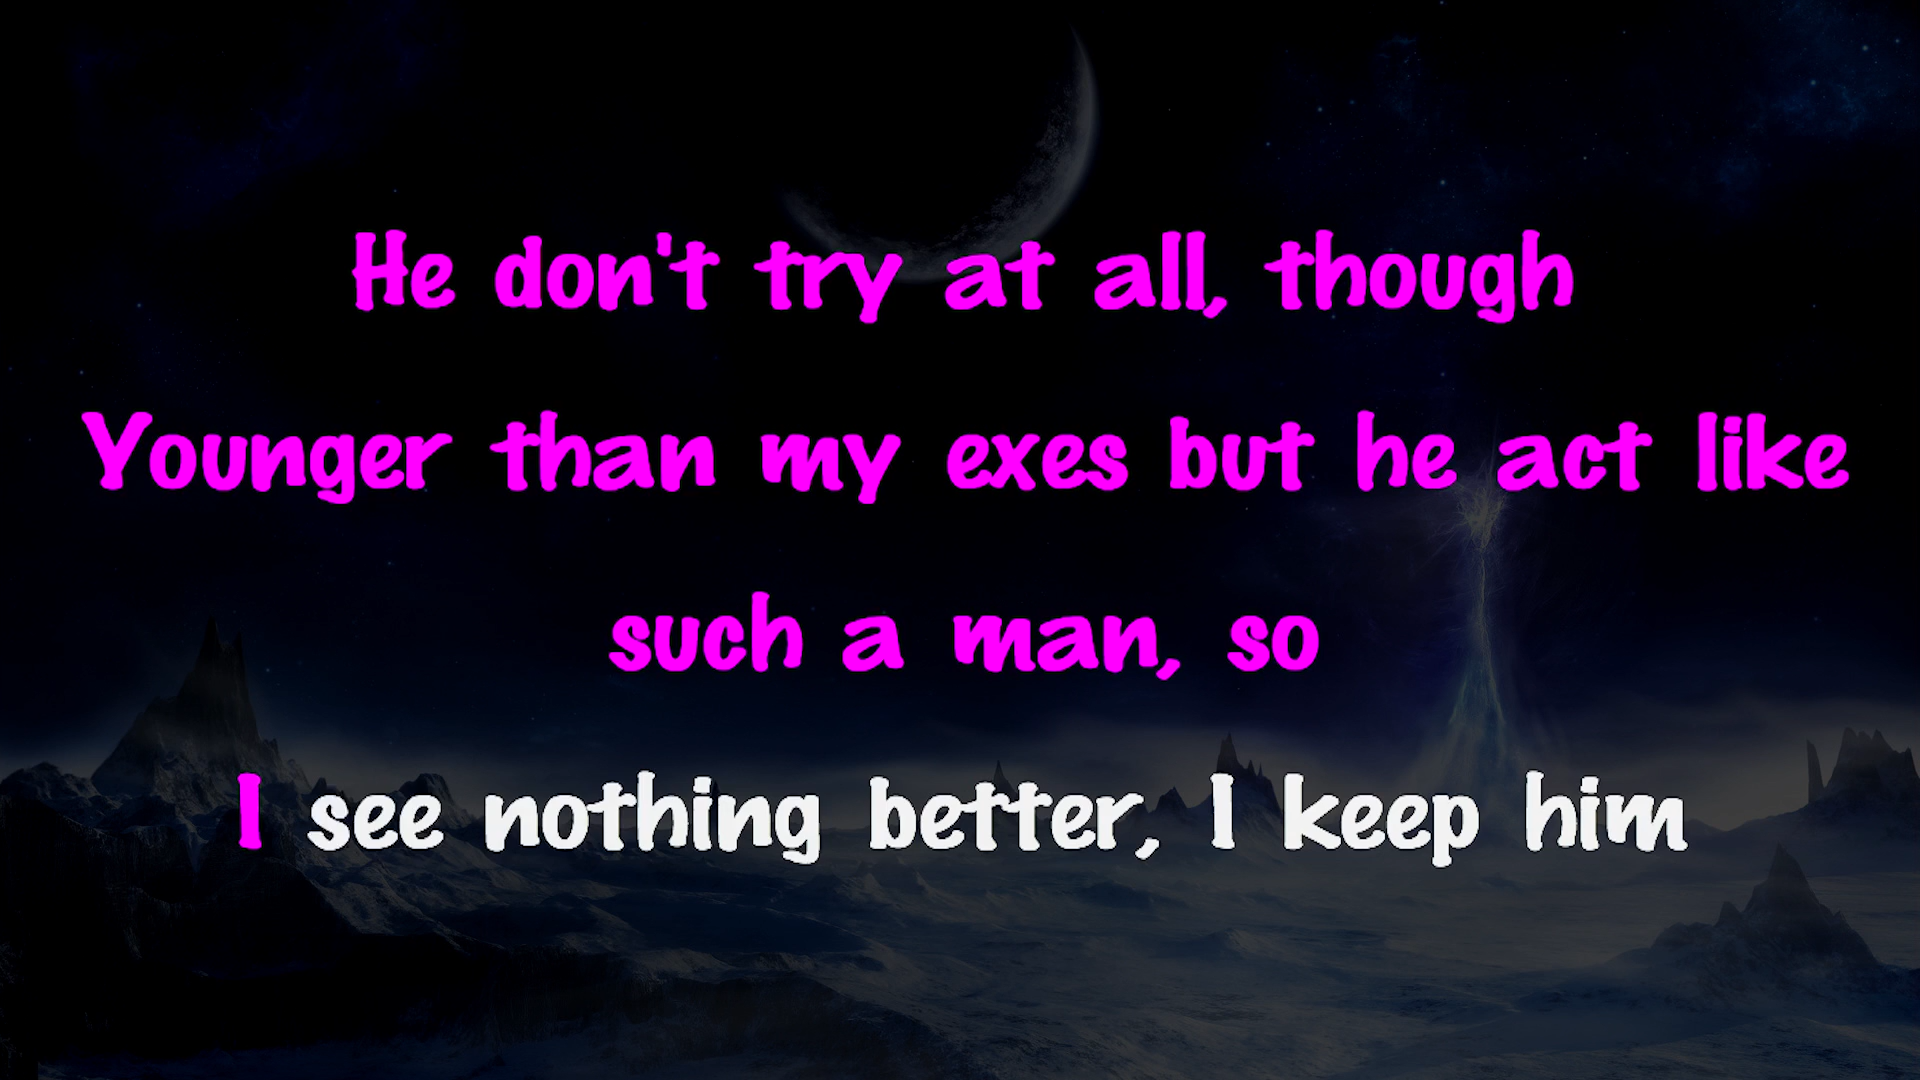 He don't try at all, though
Younger than my exes but he act like
such a man, so
I see nothing better, I keep him